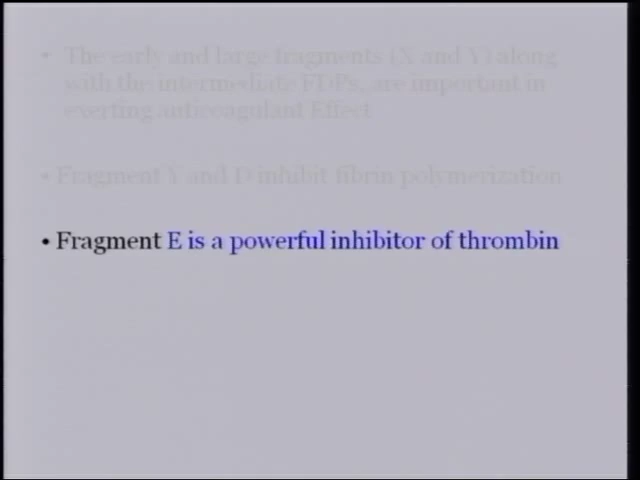 • The early and large fragments (X and Y) along
with the intermediate FDPs, are important in
exerting anticoagulant Effect
• Fragment Y and D inhibit fibrin polymerization
• Fragment E is a powerful inhibitor of thrombin